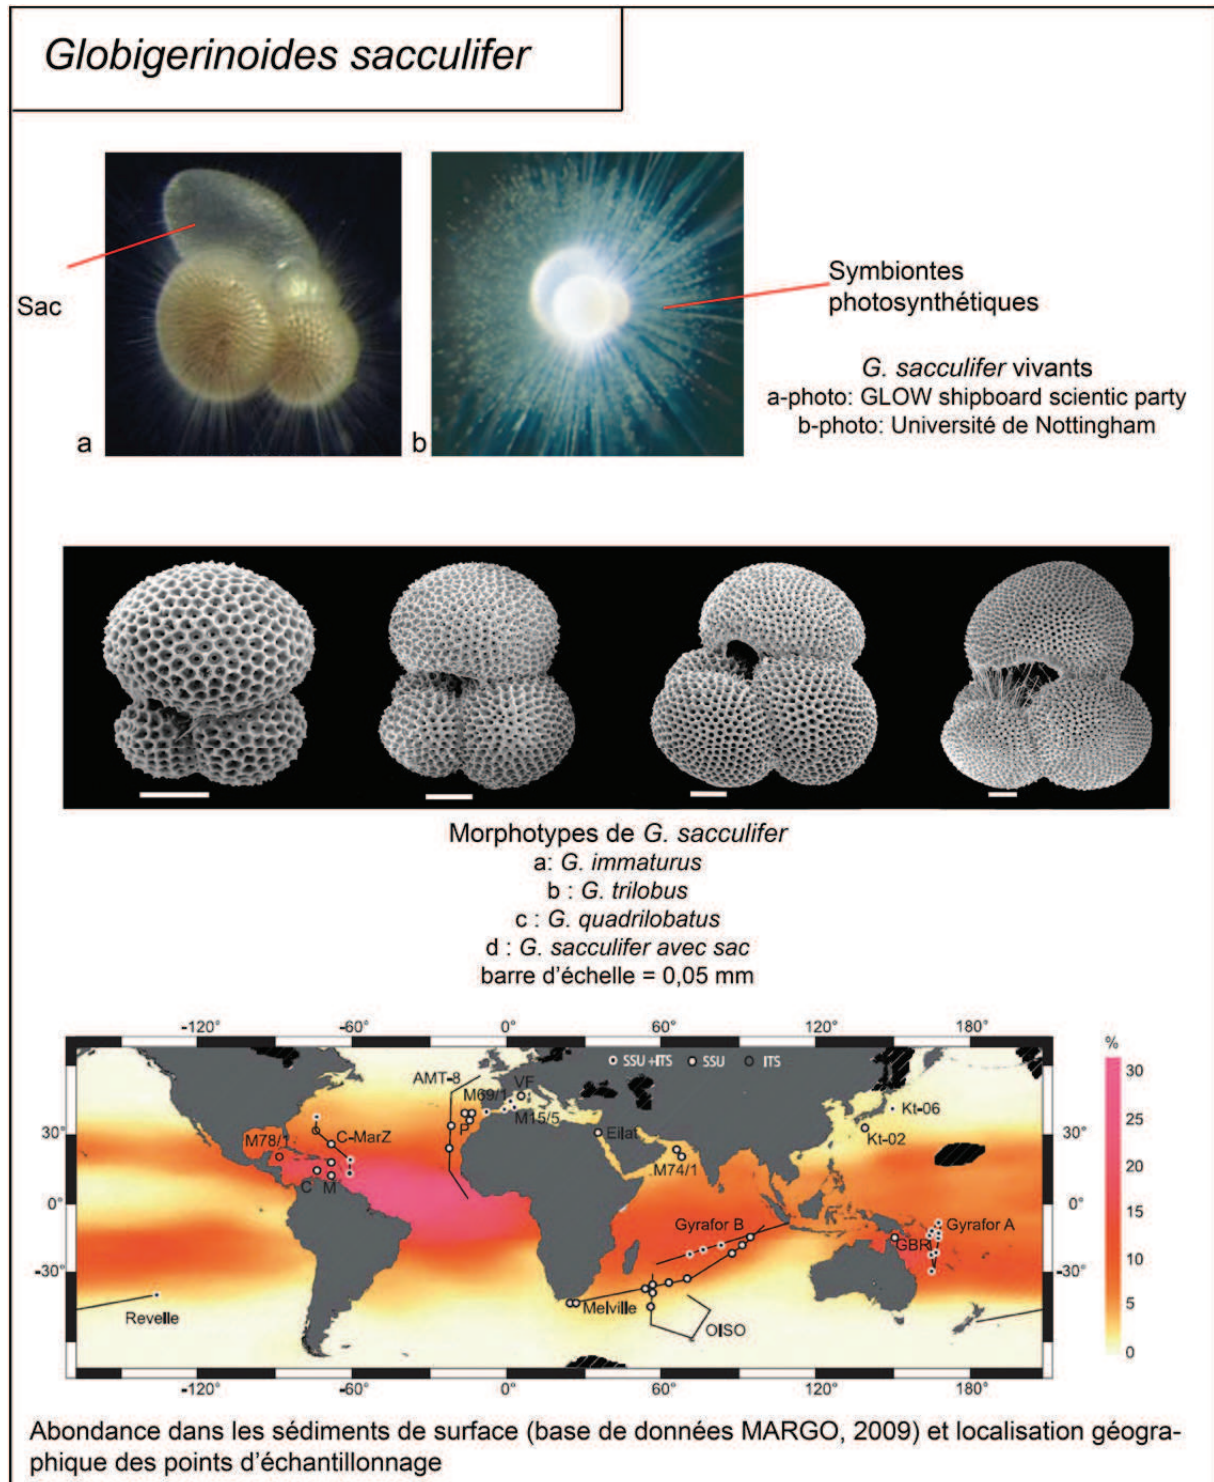 Globigerinoides sacculifer
Sac
a
b
Symbiontes
photosynthétiques
G. sacculifer vivants
a-photo: GLOW shipboard scientic party
b-photo: Université de Nottingham
Morphotypes de G. sacculifer
a: G. immaturus
b : G. trilobus
c : G. quadrilobatus
d : G. sacculifer avec sac
barre d'échelle = 0,05 mm
-120° -60° 0° 60° 120° 180°
%
SSU +ITS SSU ITS
AMT-8
VF
M69/1
M15/5
P
Kt-06
Kt-02
30° 30°
M78/1
C-MarZ
Eilat
M74/1
C M
0° 0°
Gyrafor B
Gyrafor A
GBR
-30° -30°
Revelle
Melville
OISO
30
25
20
15
10
5
0
-120° -60° 0° 60° 120° 180°
Abondance dans les sédiments de surface (base de données MARGO, 2009) et localisation géogra-
phique des points d'échantillonnage